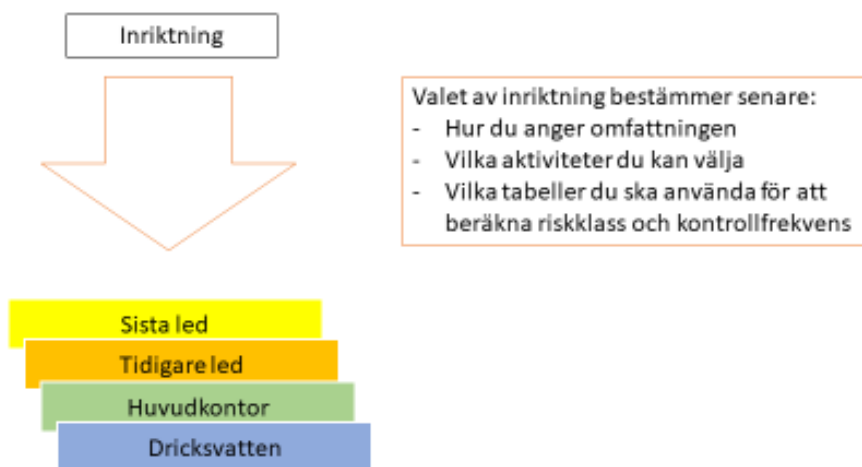 Inriktning
Valet av inriktning bestämmer senare:
- Hur du anger omfattningen
- Vilka aktiviteter du kan välja
- Vilka tabeller du ska använda för att
beräkna riskklass och kontrollfrekvens
Sista led
Tidigare led
Huvudkontor
Dricksvatten